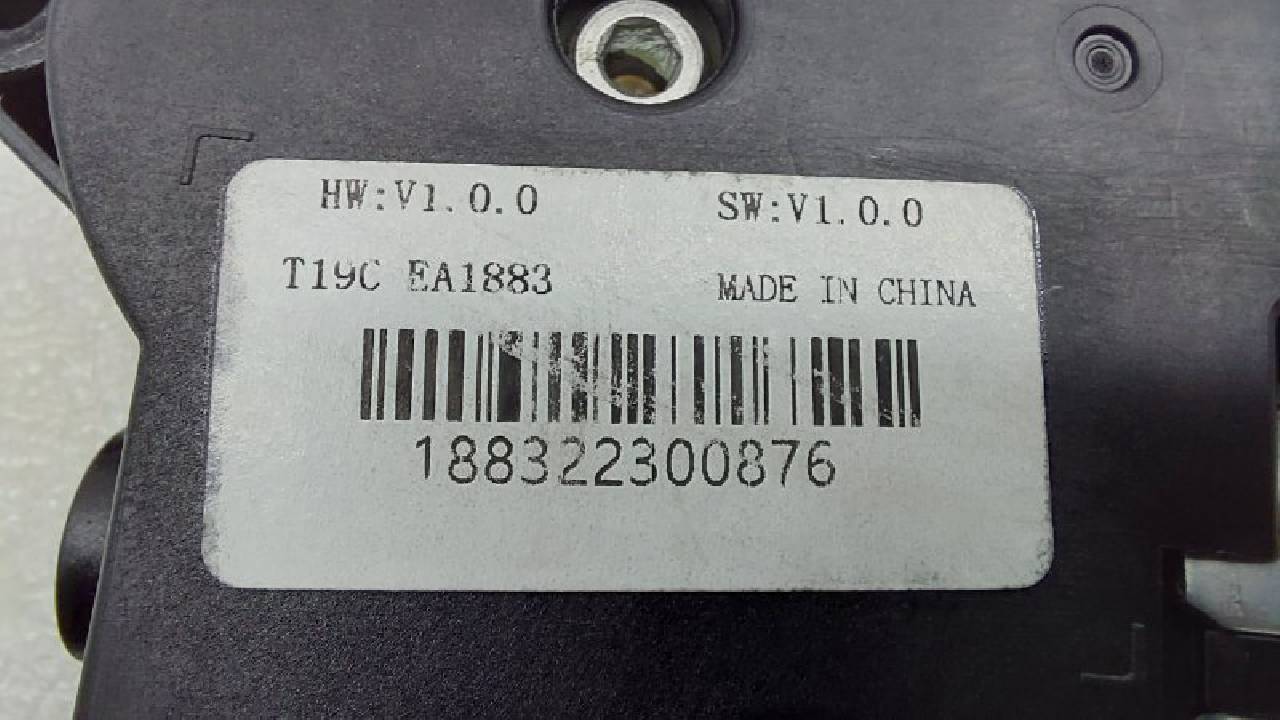 HW:V1.0.0 SW:V1.0.0
T19C EA1883 MADE IN CHINA
188322300876